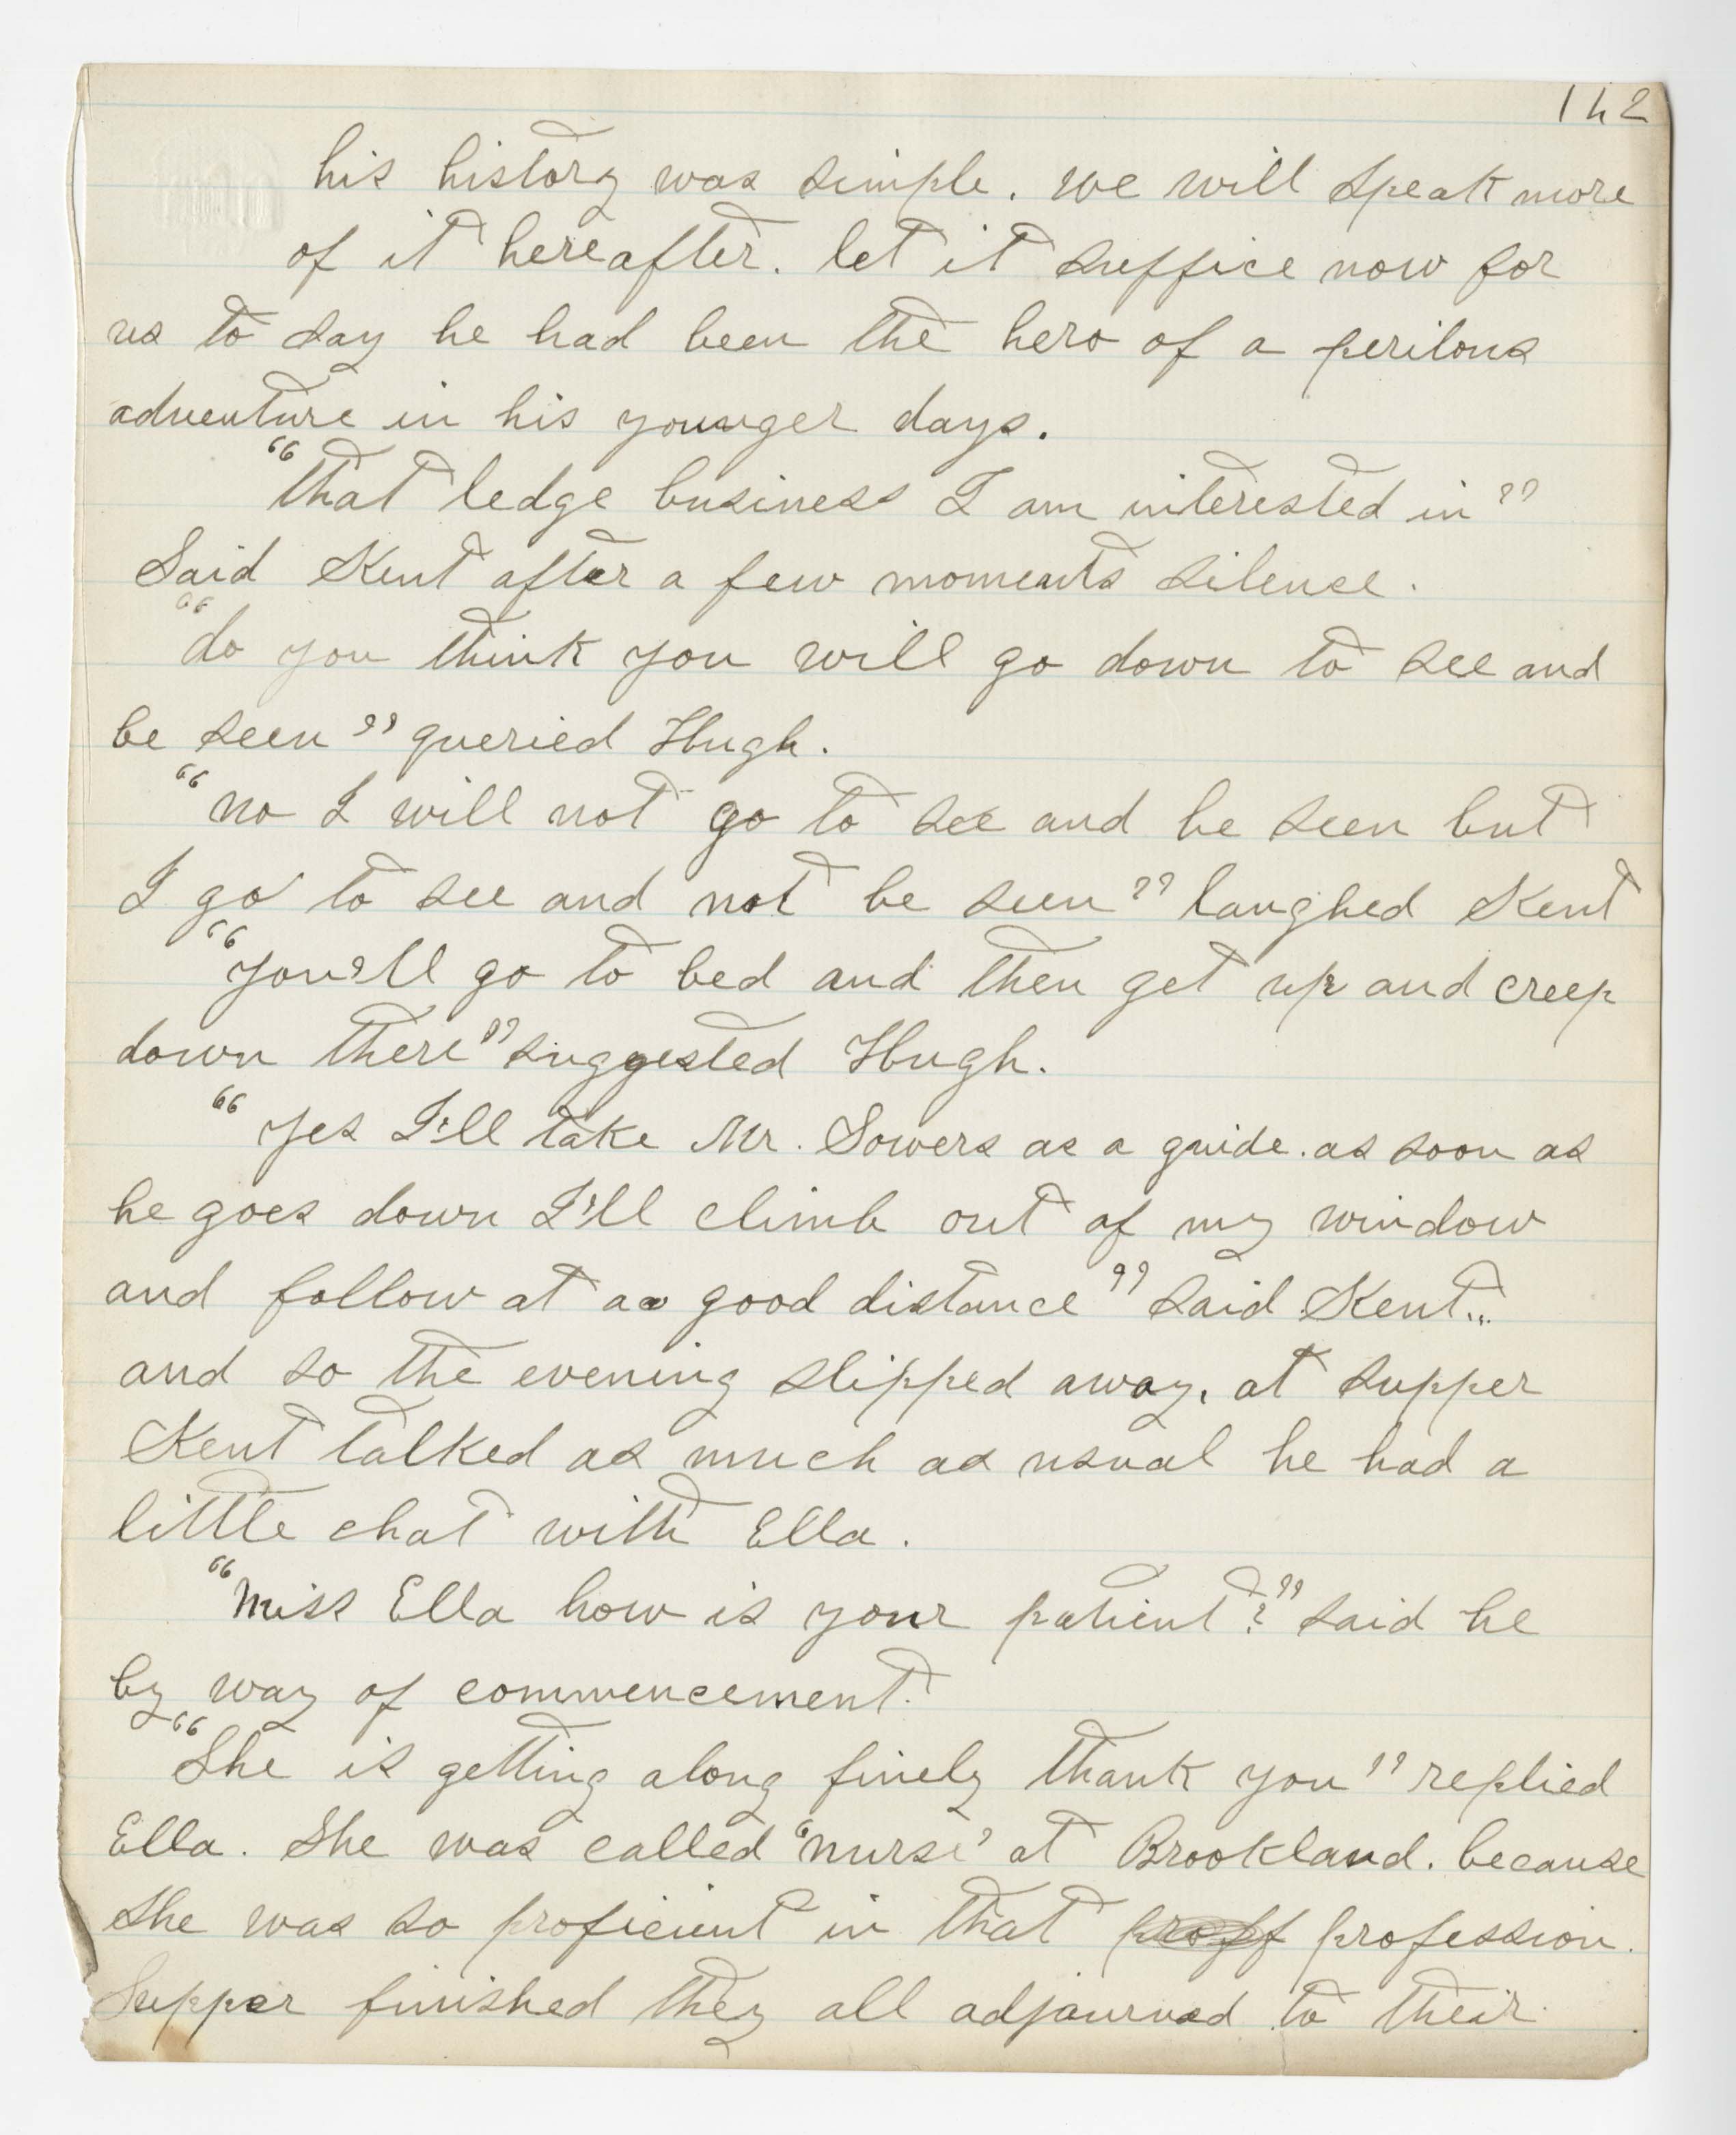 142
his history was simple. we will speak more
of it hereafter. let it suffice now for
us to say he had been the hero of a perilous
adventure in his younger days.
"that ledge business I am interested in"
Said Kent after a few moments silence.
"do you think you will go down to see and
be seen" queried Hugh.
"no I will not go to see and be seen but
I go to see and not be seen" laughed Kent
"you'll go to bed and then get up and creep
down there" suggested Hugh.
"yes I'll take Mr. Sowers as a guide. as soon as
he goes down I'll climb out of my window
and follow at a good distance" said Kent...
and so the evening slipped away. at supper
Kent talked as much as usual he had a
little chat with Ella.
"Miss Ella how is your patient?" said he
by way of commencement.
"She is getting along finely thank you" replied
Ella. She was called 'nurse' at Brookland. because
she was so proficient in that proff profession.
Supper finished they all adjourned to their